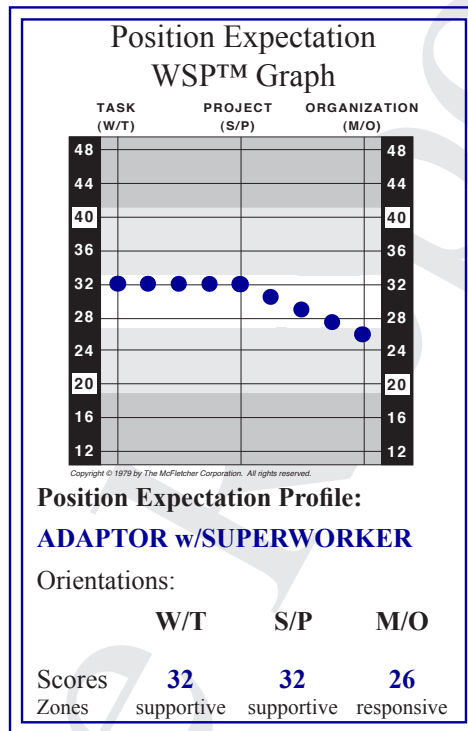 Position Expectation
WSP™ Graph
TASK PROJECT ORGANIZATION
(W/T) (S/P) (M/O)
48 48
44 44
40 40
36 36
32 32
28 28
24 24
20 20
16 16
12 12
Copyright © 1979 by The McFletcher Corporation. All rights reserved.
Position Expectation Profile:
ADAPTOR w/SUPERWORKER
Orientations:
W/T S/P M/O
Scores 32 32 26
Zones supportive supportive responsive